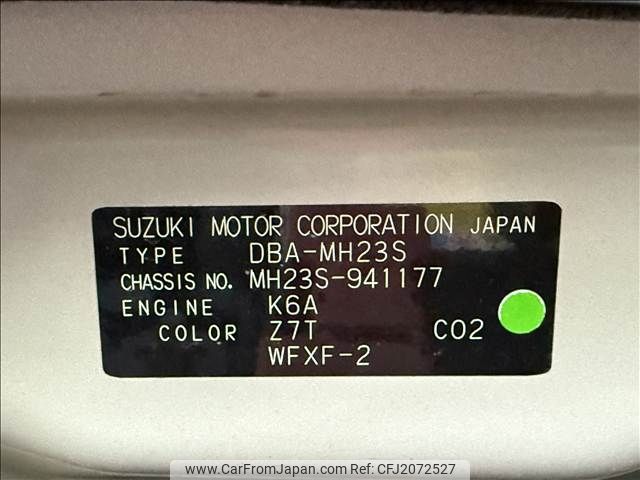 SUZUKI MOTOR CORPORATION JAPAN
TYPE DBA-MH23S
CHASSIS NO. MH23S-941177
ENGINE K6A
COLOR Z7T CO2
WFXF-2
www.CarFromJapan.com - CFJ2072527